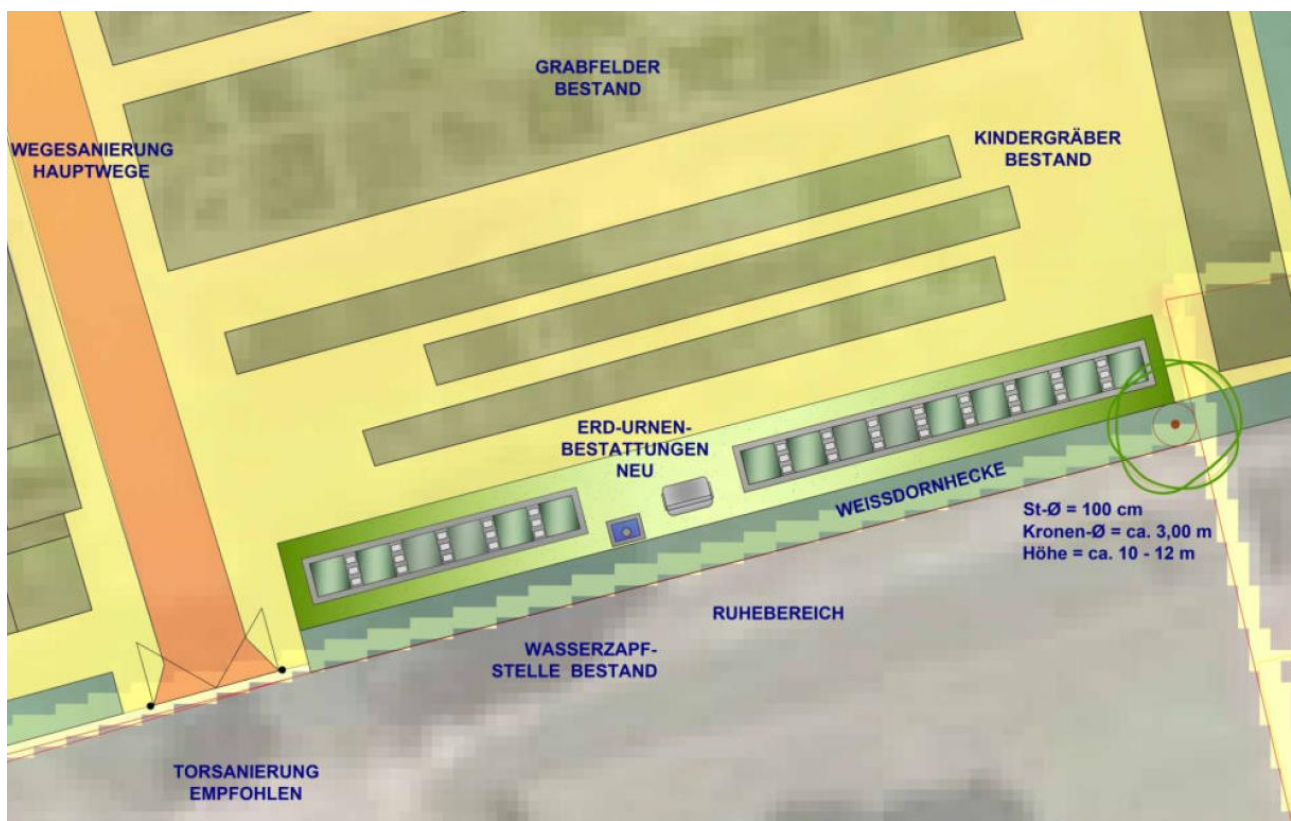 GRABFELDER
BESTAND
WEGESANIERUNG
HAUPTWEGE
KINDERGRÄBER
BESTAND
ERD-URNEN-
BESTATTUNGEN
NEU
WEISSDORNHECKE
St-Ø = 100 cm
Kronen-Ø = ca. 3,00 m
Höhe = ca. 10 - 12 m
RUHEBEREICH
WASSERZAPF-
STELLE BESTAND
TORSANIERUNG
EMPFOHLEN